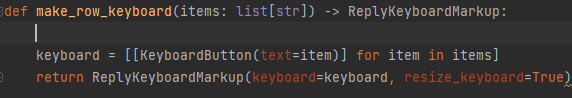 def make_row_keyboard(items: list[str]) -> ReplyKeyboardMarkup:
keyboard = [[KeyboardButton(text=item)] for item in items]
return ReplyKeyboardMarkup(keyboard=keyboard, resize_keyboard=True)